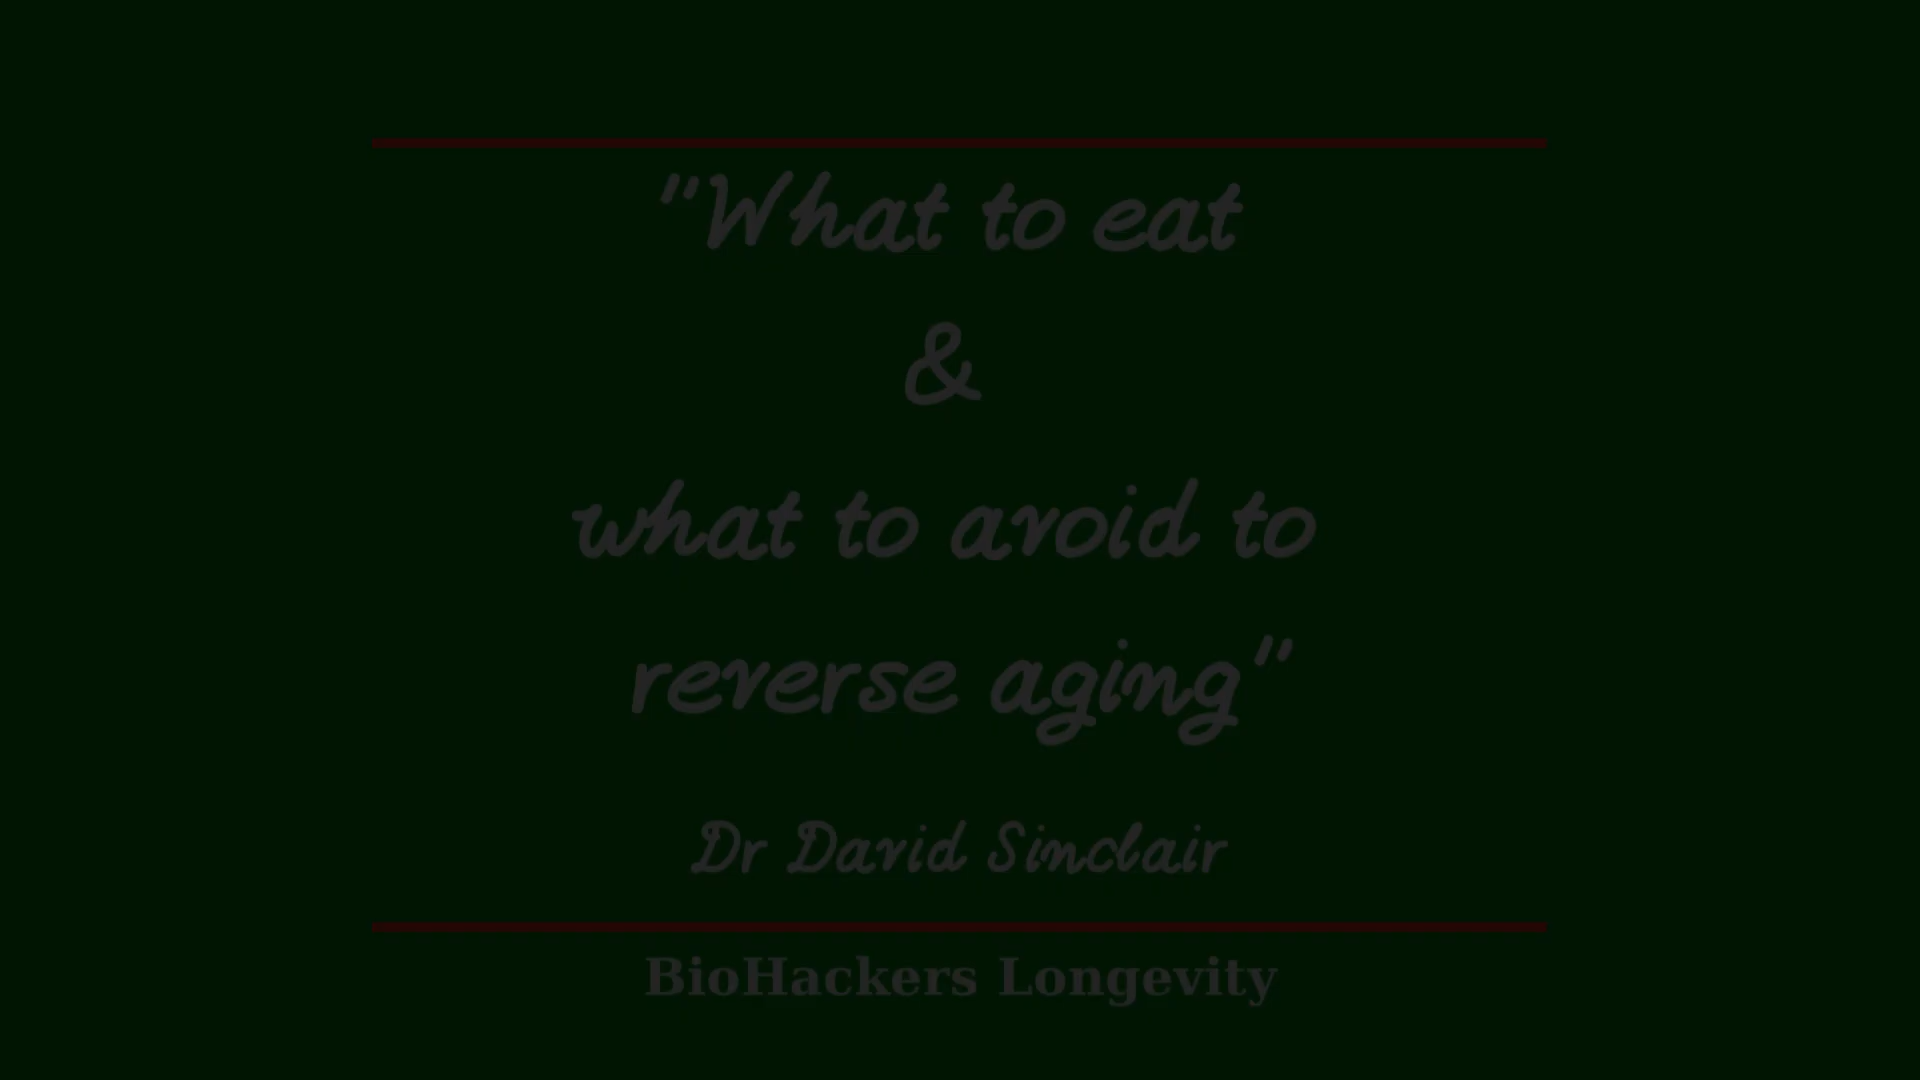 "What to eat
&
what to avoid to
reverse aging"
Dr David Sinclair
BioHackers Longevity